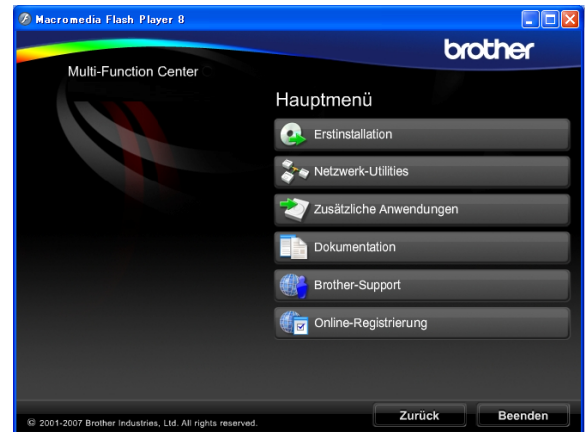 Macromedia Flash Player 8
brother
Multi-Function Center
Hauptmenü
Erstinstallation
Netzwerk-Utilities
Zusätzliche Anwendungen
Dokumentation
Brother-Support
Online-Registrierung
Zurück
Beenden
© 2001-2007 Brother Industries, Ltd. All rights reserved.